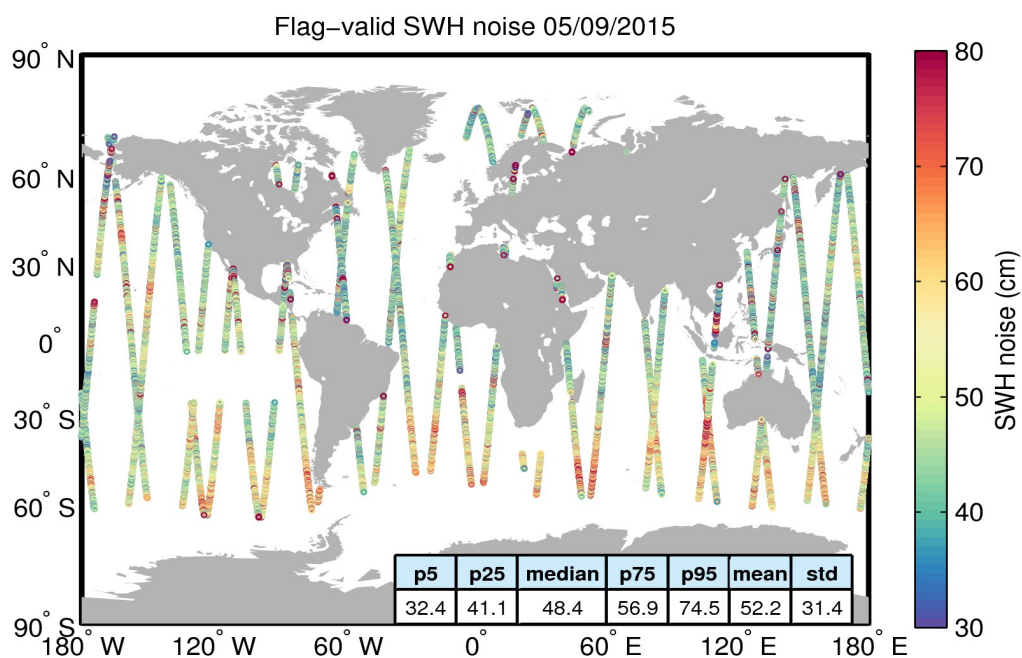 Flag−valid SWH noise 05/09/2015
90° N
60° N
30° N
0°
30° S
60° S
90° S
180° W 120° W 60° W 0° 60° E 120° E 180° E
80
70
60
50
40
30
SWH noise (cm)
p5 p25 median p75 p95 mean std
32.4 41.1 48.4 56.9 74.5 52.2 31.4